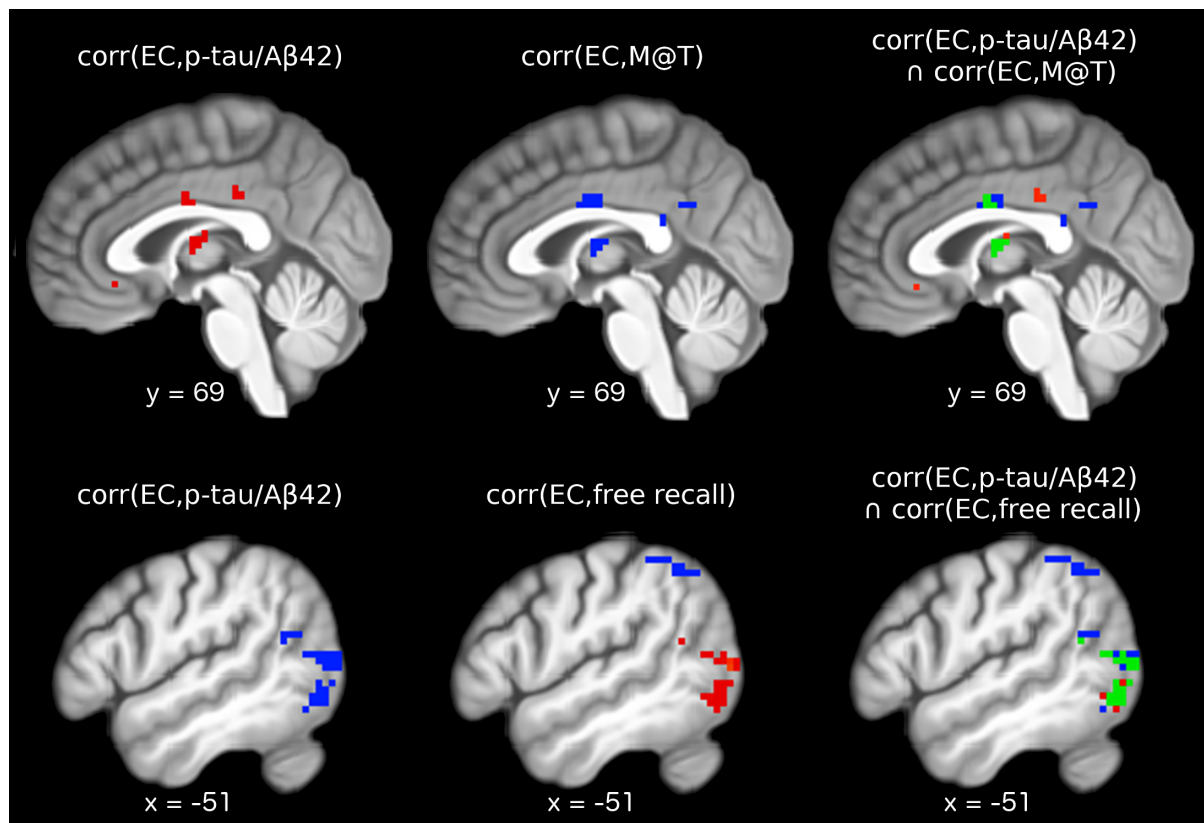 corr(EC,p-tau/Aβ42)
corr(EC,M@T)
corr(EC,p-tau/Aβ42)
∩ corr(EC,M@T)
y = 69
y = 69
y = 69
corr(EC,p-tau/Aβ42)
corr(EC,free recall)
corr(EC,p-tau/Aβ42)
∩ corr(EC,free recall)
x = -51
x = -51
x = -51